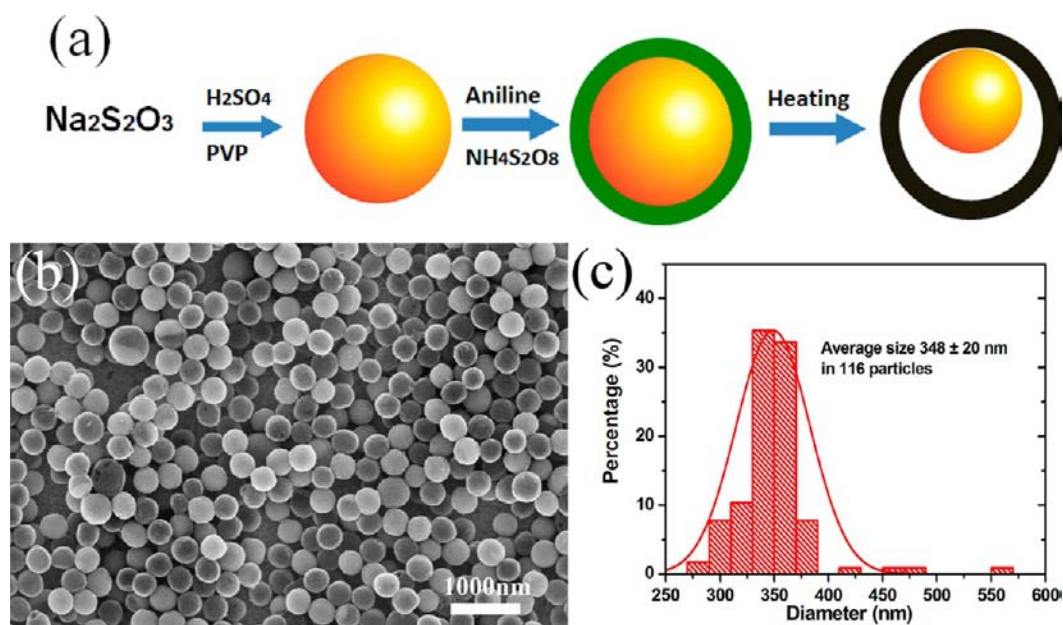 (a)
Na2S2O3
H2SO4
PVP
Aniline
NH4S2O8
Heating
(b)
1000nm
(c)
Percentage (%)
40
30
20
10
0
Average size 348 ± 20 nm
in 116 particles
250 300 350 400 450 500 550 600
Diameter (nm)